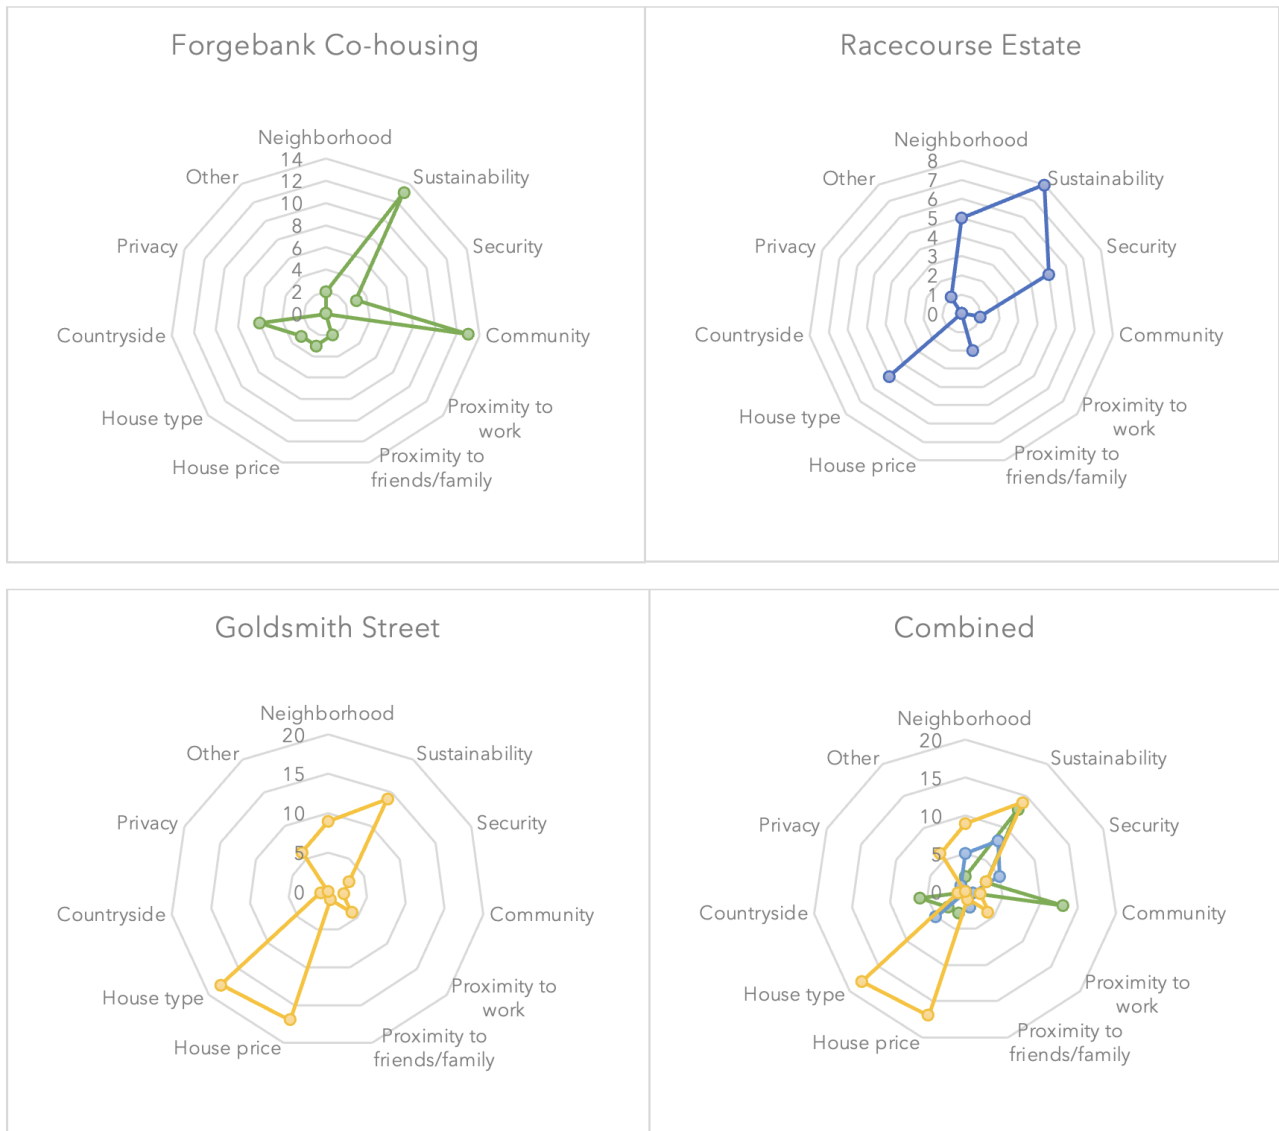 Forgebank Co-housing
Neighborhood
14
12
10
8
6
4
2
0
Sustainability
Security
Community
Proximity to
work
Proximity to
friends/family
House price
House type
Countryside
Privacy
Other
Racecourse Estate
Neighborhood
8
7
6
5
4
3
2
1
0
Sustainability
Security
Community
Proximity to
work
Proximity to
friends/family
House price
House type
Countryside
Privacy
Other
Goldsmith Street
Neighborhood
20
15
10
5
0
Sustainability
Security
Community
Proximity to
work
Proximity to
friends/family
House price
House type
Countryside
Privacy
Other
Combined
Neighborhood
20
15
10
5
0
Sustainability
Security
Community
Proximity to
work
Proximity to
friends/family
House price
House type
Countryside
Privacy
Other